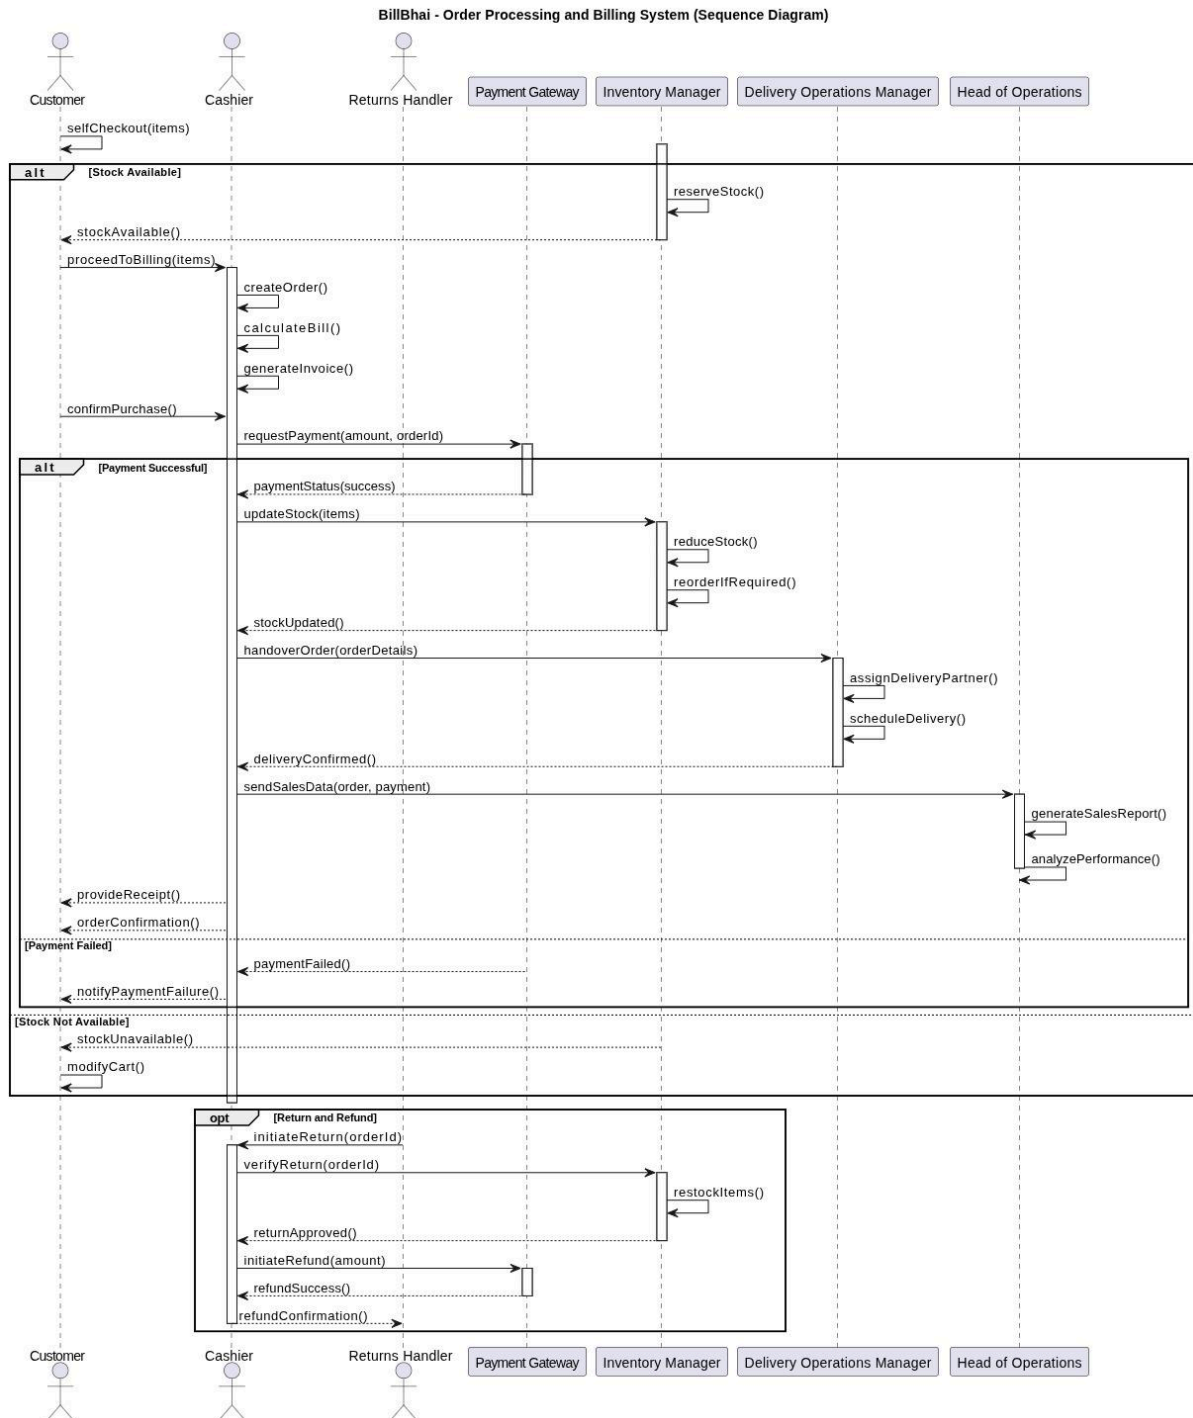 BillBhai - Order Processing and Billing System (Sequence Diagram)
Customer
Cashier
Returns Handler
Payment Gateway
Inventory Manager
Delivery Operations Manager
Head of Operations
selfCheckout(items)
alt
[Stock Available]
reserveStock()
stockAvailable()
proceedToBilling(items)
createOrder()
calculateBill()
generateInvoice()
confirmPurchase()
requestPayment(amount, orderId)
alt
[Payment Successful]
paymentStatus(success)
updateStock(items)
reduceStock()
reorderIfRequired()
stockUpdated()
handoverOrder(orderDetails)
assignDeliveryPartner()
scheduleDelivery()
deliveryConfirmed()
sendSalesData(order, payment)
generateSalesReport()
analyzePerformance()
provideReceipt()
orderConfirmation()
[Payment Failed]
paymentFailed()
notifyPaymentFailure()
[Stock Not Available]
stockUnavailable()
modifyCart()
opt
[Return and Refund]
initiateReturn(orderId)
verifyReturn(orderId)
restockItems()
returnApproved()
initiateRefund(amount)
refundSuccess()
refundConfirmation()
Customer
Cashier
Returns Handler
Payment Gateway
Inventory Manager
Delivery Operations Manager
Head of Operations